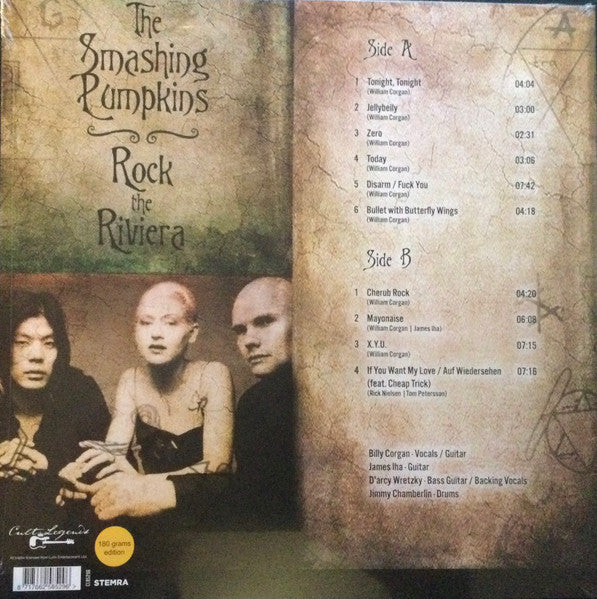 The
Smashing
Pumpkins
Rock
the
Riviera
Side A
1 Tonight, Tonight 04:04
(William Corgan)
2 Jellybelly 03:00
(William Corgan)
3 Zero 02:31
(William Corgan)
4 Today 03:06
(William Corgan)
5 Disarm / Fuck You 07:42
(William Corgan)
6 Bullet with Butterfly Wings 04:18
(William Corgan)
Side B
1 Cherub Rock 04:20
(William Corgan)
2 Mayonaise 06:08
(William Corgan | James Iha)
3 X.Y.U. 07:15
(William Corgan)
4 If You Want My Love / Auf Wiedersehen 07:16
(feat. Cheap Trick)
(Rick Nielsen | Tom Petersson)
Billy Corgan · Vocals / Guitar
James Iha · Guitar
D'arcy Wretzky · Bass Guitar / Backing Vocals
Jimmy Chamberlin · Drums
Cult Legends
180 grams
edition
STEMRA
G
A